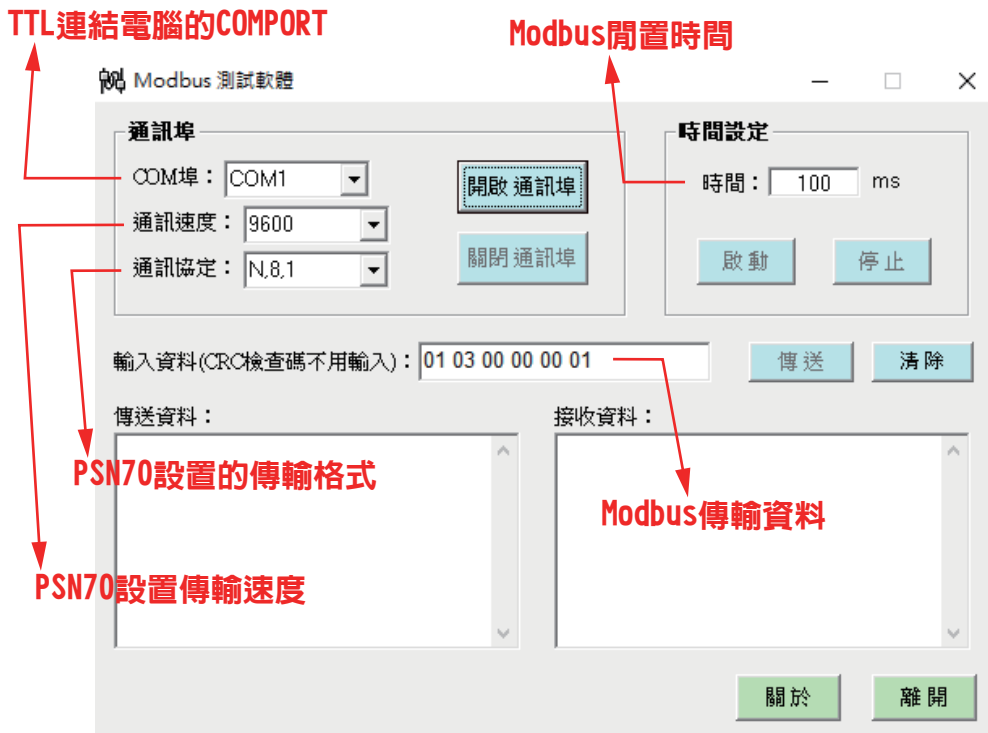 TTL連結電腦的COMPORT
Modbus閒置時間
Modbus 測試軟體
通訊埠
時間設定
COM埠： COM1
開啟通訊埠
時間： 100 ms
通訊速度： 9600
關閉通訊埠
啟動
停止
通訊協定： N,8,1
輸入資料(CRC檢查碼不用輸入)： 01 03 00 00 00 01
傳送
清除
傳送資料：
接收資料：
PSN70設置的傳輸格式
Modbus傳輸資料
PSN70設置傳輸速度
關於
離開